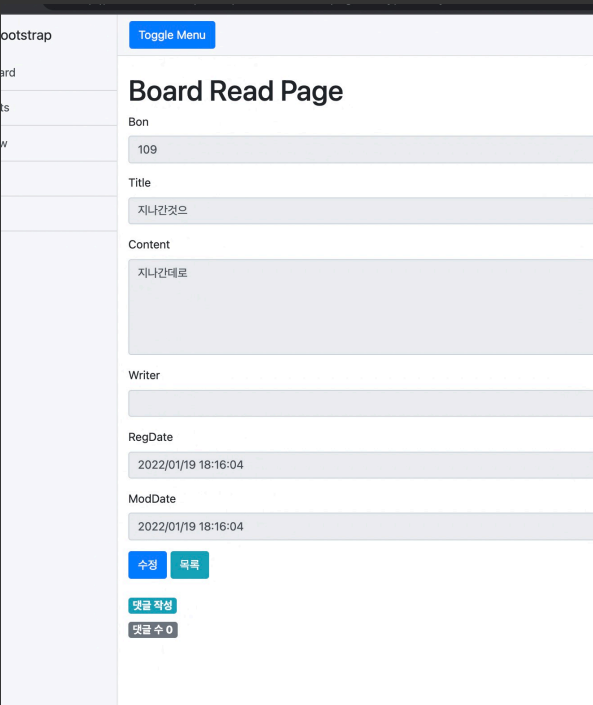 ootstrap
Toggle Menu
ard
ts
w
Board Read Page
Bon
109
Title
지나간것으
Content
지나간데로
Writer
RegDate
2022/01/19 18:16:04
ModDate
2022/01/19 18:16:04
수정 목록
댓글 작성
댓글 수 0